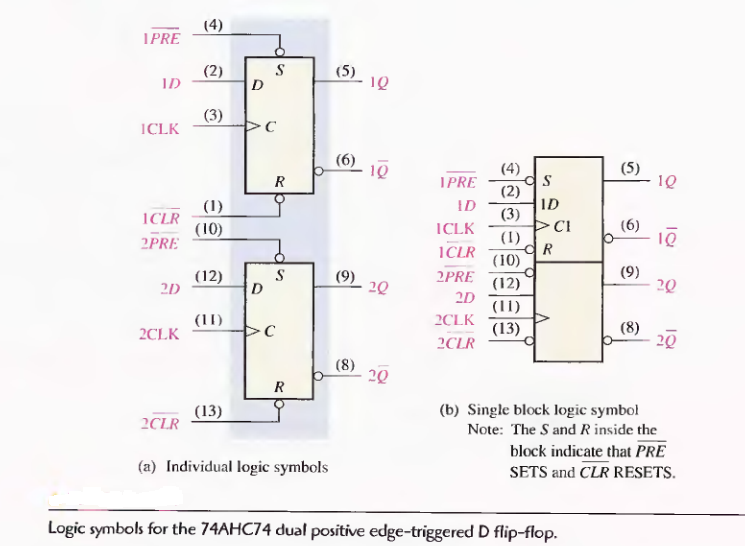 (4)
1PRE
S
(2)
(5)
1D
D
1Q
(3)
1CLK
C
(6)
1Q
R
(1)
1CLR
(10)
2PRE
S
(12)
(9)
2D
D
2Q
(11)
2CLK
C
(8)
2Q
R
(13)
2CLR
(a) Individual logic symbols
(4)
(5)
1PRE
S
1Q
(2)
1D
1D
(3)
(6)
1CLK
C1
1Q
(1)
1CLR
R
(10)
(9)
2PRE
2Q
(12)
2D
(11)
2CLK
(8)
(13)
2Q
2CLR
(b) Single block logic symbol
Note: The S and R inside the
block indicate that PRE
SETS and CLR RESETS.
Logic symbols for the 74AHC74 dual positive edge-triggered D flip-flop.